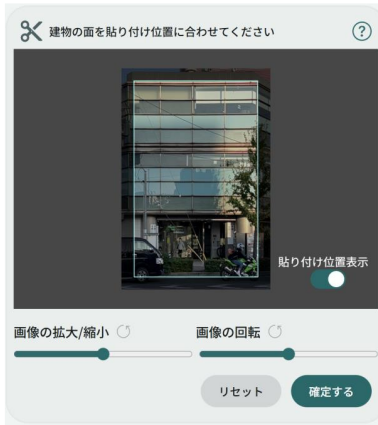 建物の面を貼り付け位置に合わせてください
?
貼り付け位置表示
画像の拡大/縮小
画像の回転
リセット
確定する